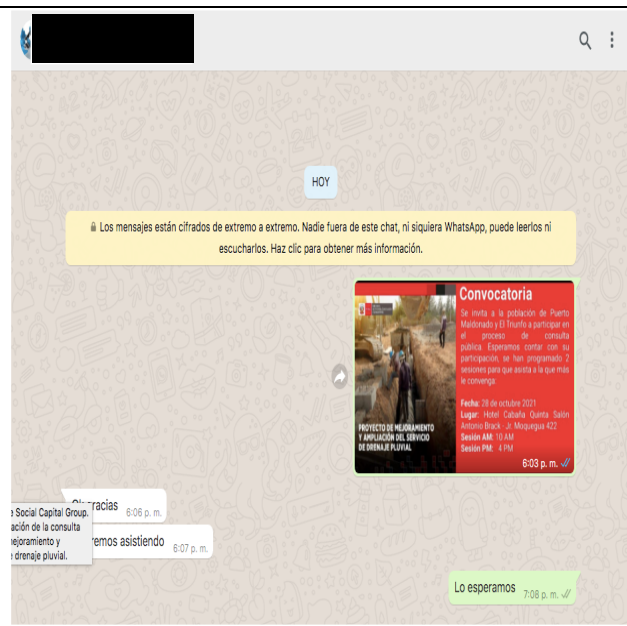 HOY
Los mensajes están cifrados de extremo a extremo. Nadie fuera de este chat, ni siquiera WhatsApp, puede leerlos ni
escucharlos. Haz clic para obtener más información.
Convocatoria
Se invita a la población de Puerto
Maldonado y El Triunfo a participar en
el proceso de consulta
pública. Esperamos contar con su
participación, se han programado 2
sesiones para que asista a la que más
le convenga:
Fecha: 28 de octubre 2021
Lugar: Hotel Cabaña Quinta Salón
Antonio Brack - Jr. Moquegua 422
Sesión AM: 10 AM
Sesión PM: 4 PM
PROYECTO DE MEJORAMIENTO
Y AMPLIACIÓN DEL SERVICIO
DE DRENAJE PLUVIAL
6:03 p. m.
gracias 6:06 p. m.
e Social Capital Group.
ación de la consulta
ejoramiento y
e drenaje pluvial.
remos asistiendo 6:07 p. m.
Lo esperamos 7:08 p. m.